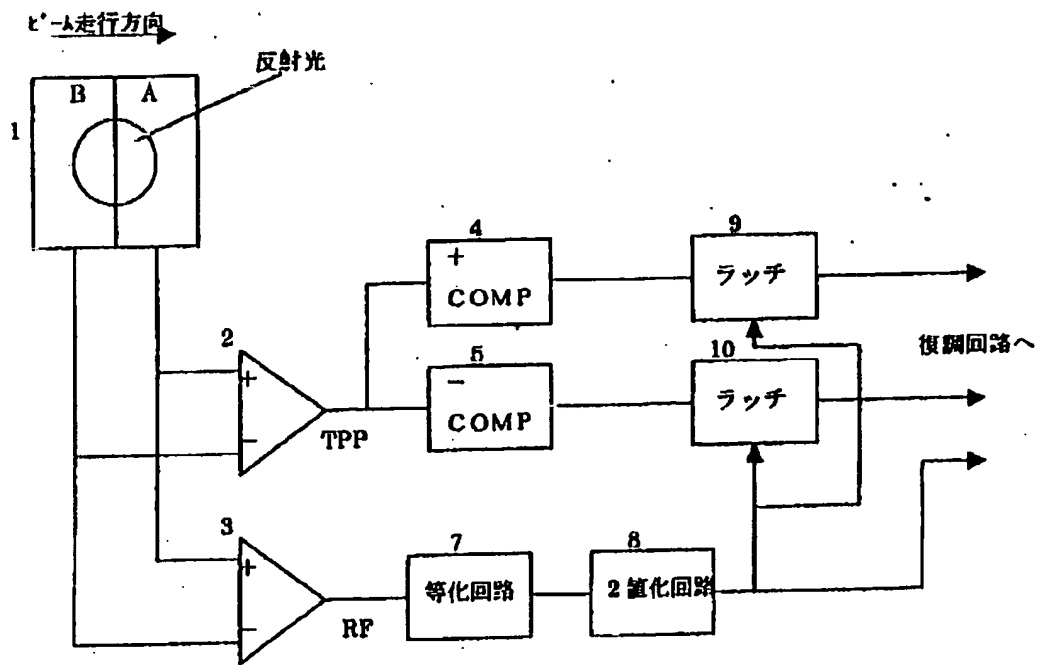 ビーム走行方向
反射光
B A
1
4
+
COMP
9
ラッチ
2
+
−
TPP
5
−
COMP
10
ラッチ
復調回路へ
3
+
−
RF
7
等化回路
8
2値化回路